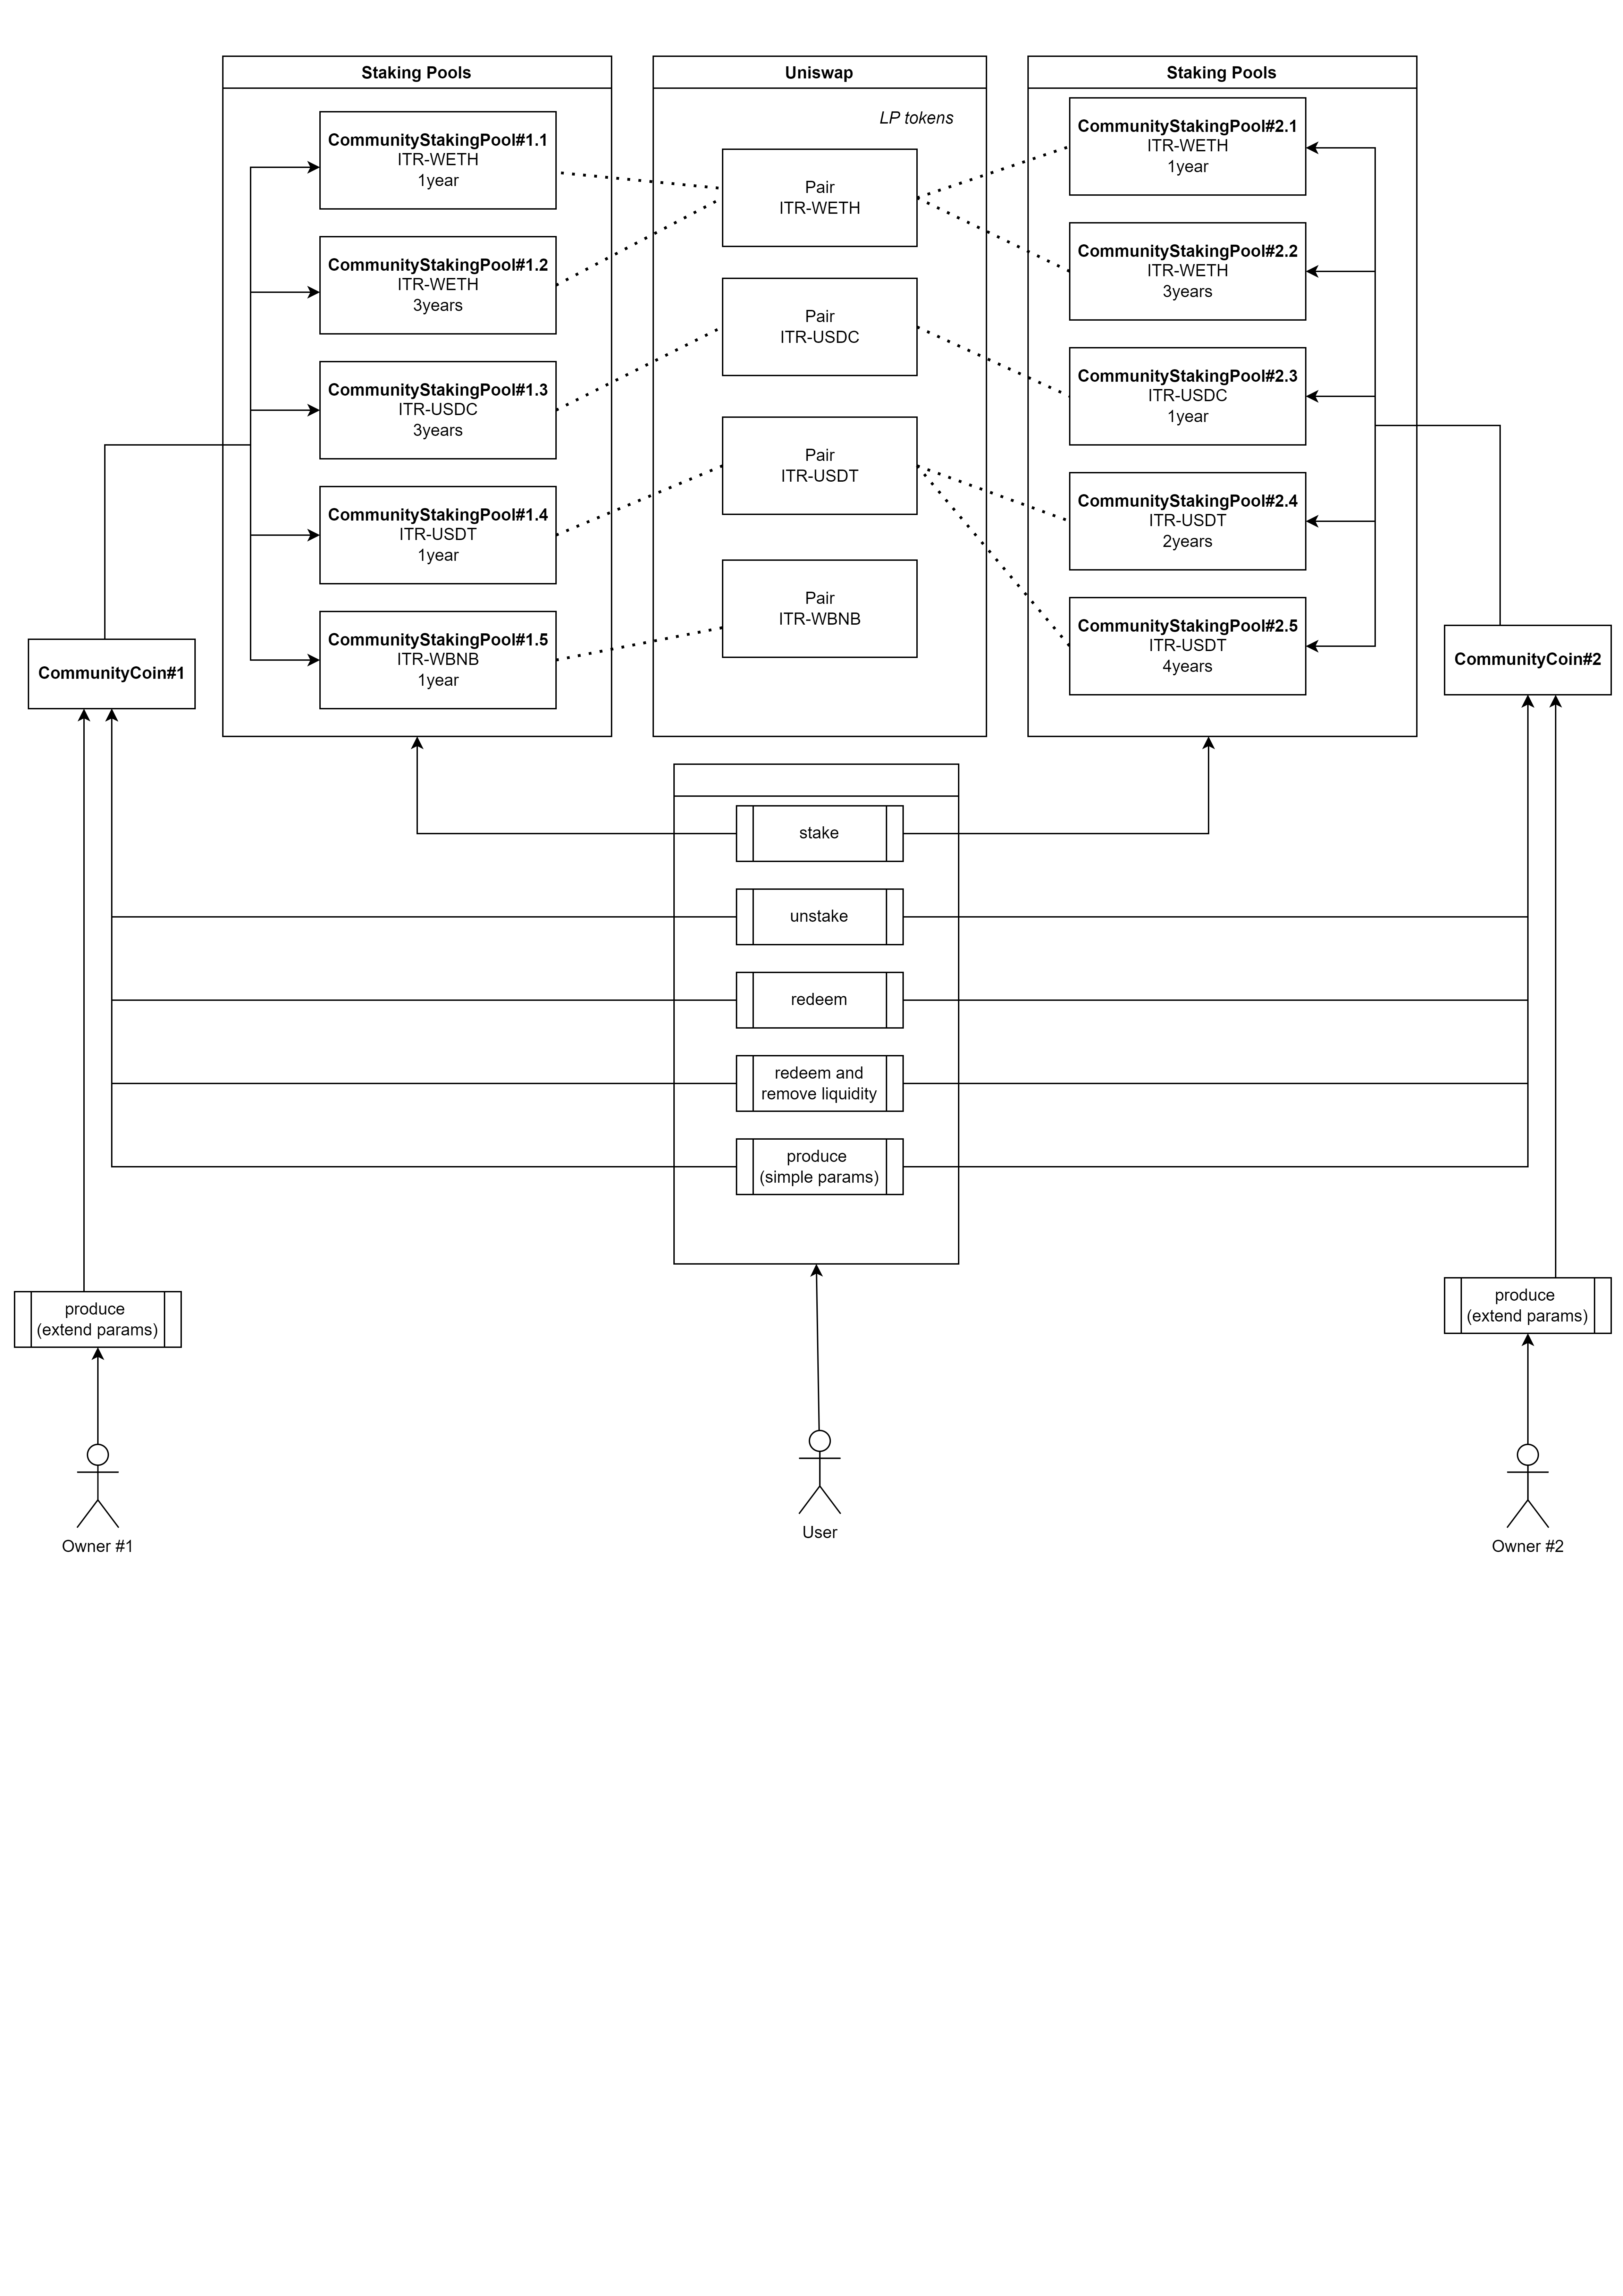 Staking Pools
CommunityStakingPool#1.1
ITR-WETH
1year
CommunityStakingPool#1.2
ITR-WETH
3years
CommunityStakingPool#1.3
ITR-USDC
3years
CommunityStakingPool#1.4
ITR-USDT
1year
CommunityStakingPool#1.5
ITR-WBNB
1year
Uniswap
LP tokens
Pair
ITR-WETH
Pair
ITR-USDC
Pair
ITR-USDT
Pair
ITR-WBNB
Staking Pools
CommunityStakingPool#2.1
ITR-WETH
1year
CommunityStakingPool#2.2
ITR-WETH
3years
CommunityStakingPool#2.3
ITR-USDC
1year
CommunityStakingPool#2.4
ITR-USDT
2years
CommunityStakingPool#2.5
ITR-USDT
4years
CommunityCoin#1
CommunityCoin#2
stake
unstake
redeem
redeem and
remove liquidity
produce
(simple params)
produce
(extend params)
produce
(extend params)
Owner #1
User
Owner #2